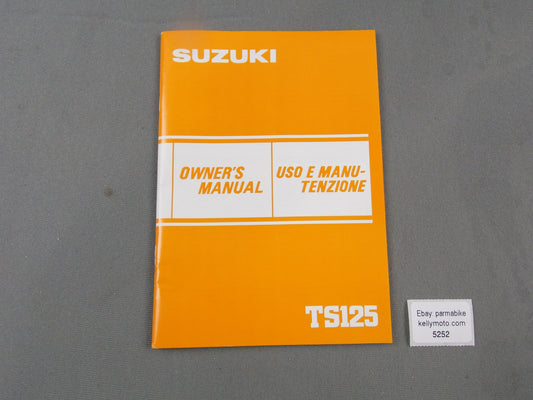 SUZUKI
OWNER'S
MANUAL
USO E MANU-
TENZIONE
TS125
Ebay: parmabike
kellymoto.com
5252